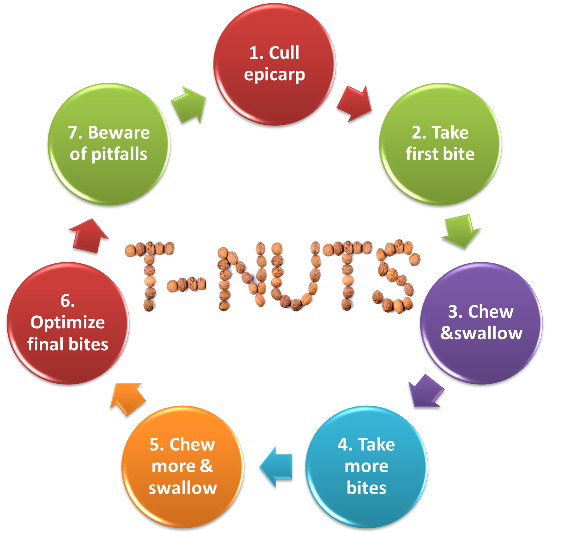 1. Cull
epicarp
2. Take
first bite
3. Chew
&swallow
4. Take
more
bites
5. Chew
more &
swallow
6.
Optimize
final bites
7. Beware
of pitfalls
T-NUTS